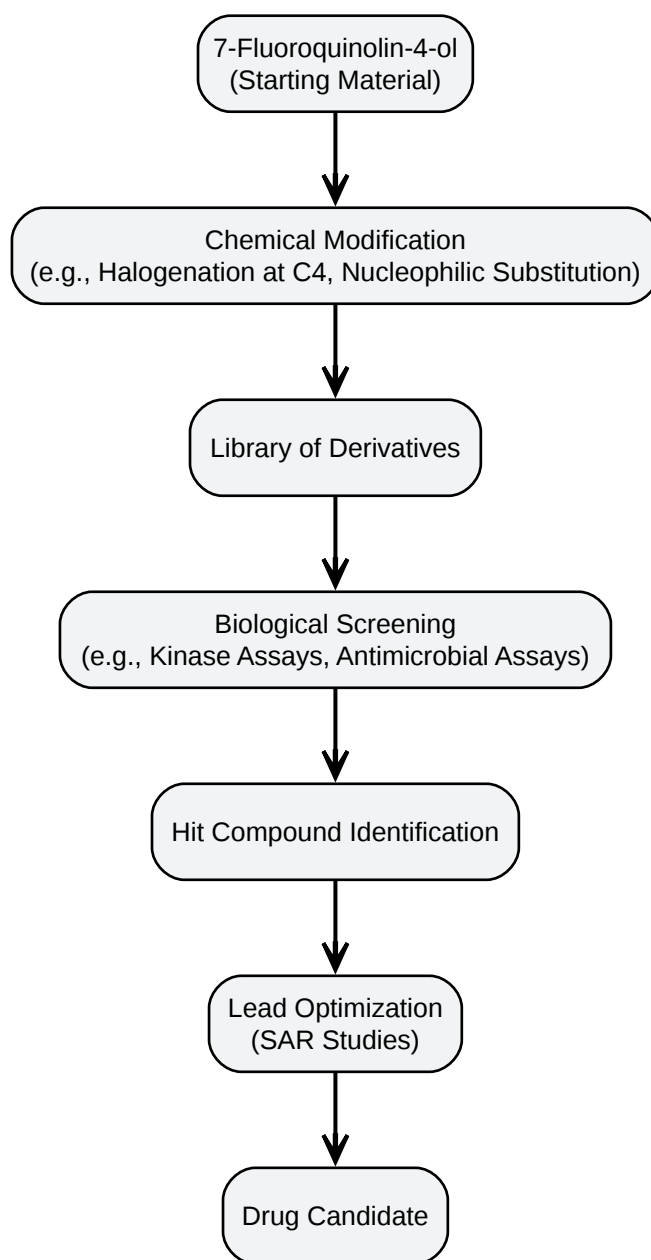 7-Fluoroquinolin-4-ol
(Starting Material)
Chemical Modification
(e.g., Halogenation at C4, Nucleophilic Substitution)
Library of Derivatives
Biological Screening
(e.g., Kinase Assays, Antimicrobial Assays)
Hit Compound Identification
Lead Optimization
(SAR Studies)
Drug Candidate